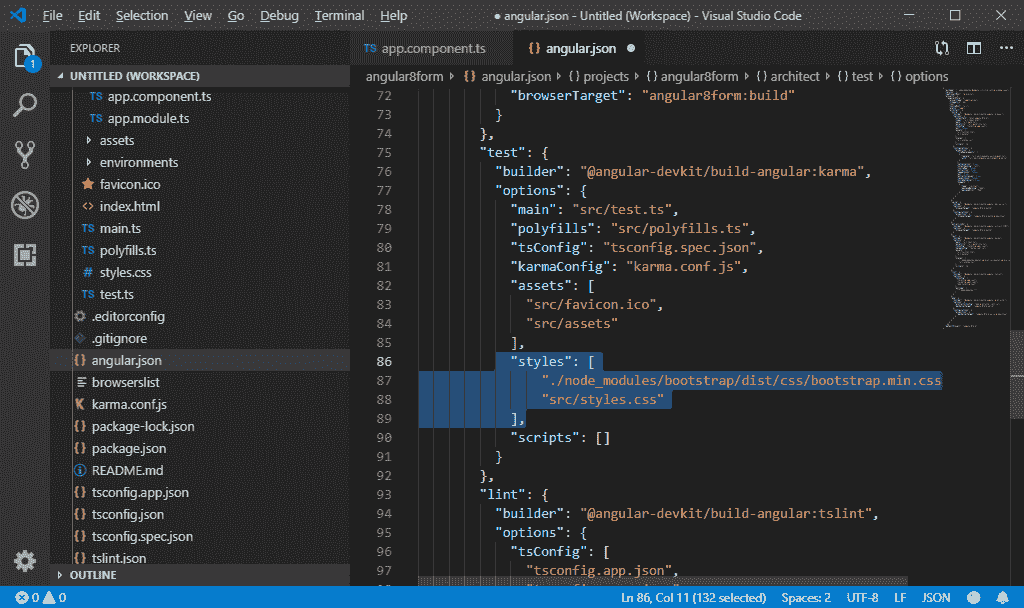 File Edit Selection View Go Debug Terminal Help
● angular.json - Untitled (Workspace) - Visual Studio Code
1
EXPLORER
UNTITLED (WORKSPACE)
TS app.component.ts
TS app.module.ts
assets
environments
favicon.ico
<> index.html
TS main.ts
TS polyfills.ts
# styles.css
TS test.ts
.editorconfig
.gitignore
{} angular.json
browserslist
K karma.conf.js
{} package-lock.json
{} package.json
README.md
{} tsconfig.app.json
{} tsconfig.json
{} tsconfig.spec.json
{} tslint.json
OUTLINE
TS app.component.ts
{} angular.json ●
angular8form › {} angular.json › {} projects › {} angular8form › {} architect › {} test › {} options
72 "browserTarget": "angular8form:build"
73 }
74 },
75 "test": {
76 "builder": "@angular-devkit/build-angular:karma",
77 "options": {
78 "main": "src/test.ts",
79 "polyfills": "src/polyfills.ts",
80 "tsConfig": "tsconfig.spec.json",
81 "karmaConfig": "karma.conf.js",
82 "assets": [
83 "src/favicon.ico",
84 "src/assets"
85 ],
86 "styles": [
87 "./node_modules/bootstrap/dist/css/bootstrap.min.css
88 "src/styles.css"
89 ],
90 "scripts": []
91 }
92 },
93 "lint": {
94 "builder": "@angular-devkit/build-angular:tslint",
95 "options": {
96 "tsConfig": [
97 "tsconfig.app.json",
0 0
Ln 86, Col 11 (132 selected) Spaces: 2 UTF-8 LF JSON